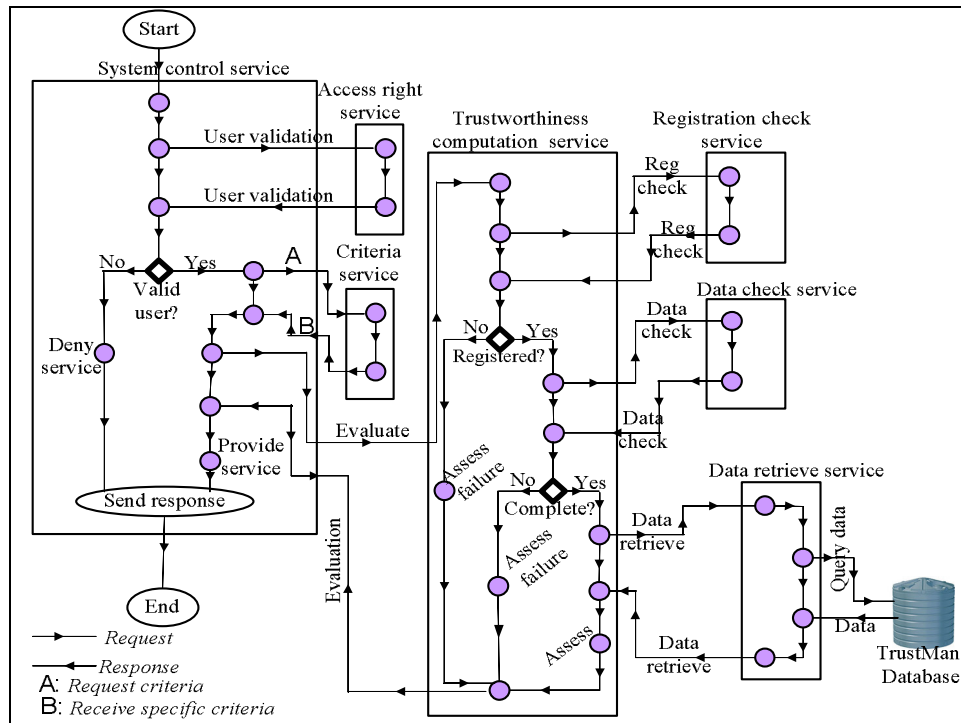 Start
System control service
Access right
service
User validation
User validation
No
Yes
Valid
user?
A
B
Criteria
service
Deny
service
Provide
service
Send response
End
Evaluate
Evaluation
Trustworthiness
computation service
Registration check
service
Reg
check
Reg
check
No
Yes
Registered?
Data check service
Data
check
Data
check
Assess
failure
No
Yes
Complete?
Assess
failure
Assess
Data retrieve service
Data
retrieve
Data
retrieve
Query data
Data
TrustMan
Database
Request
Response
A: Request criteria
B: Receive specific criteria